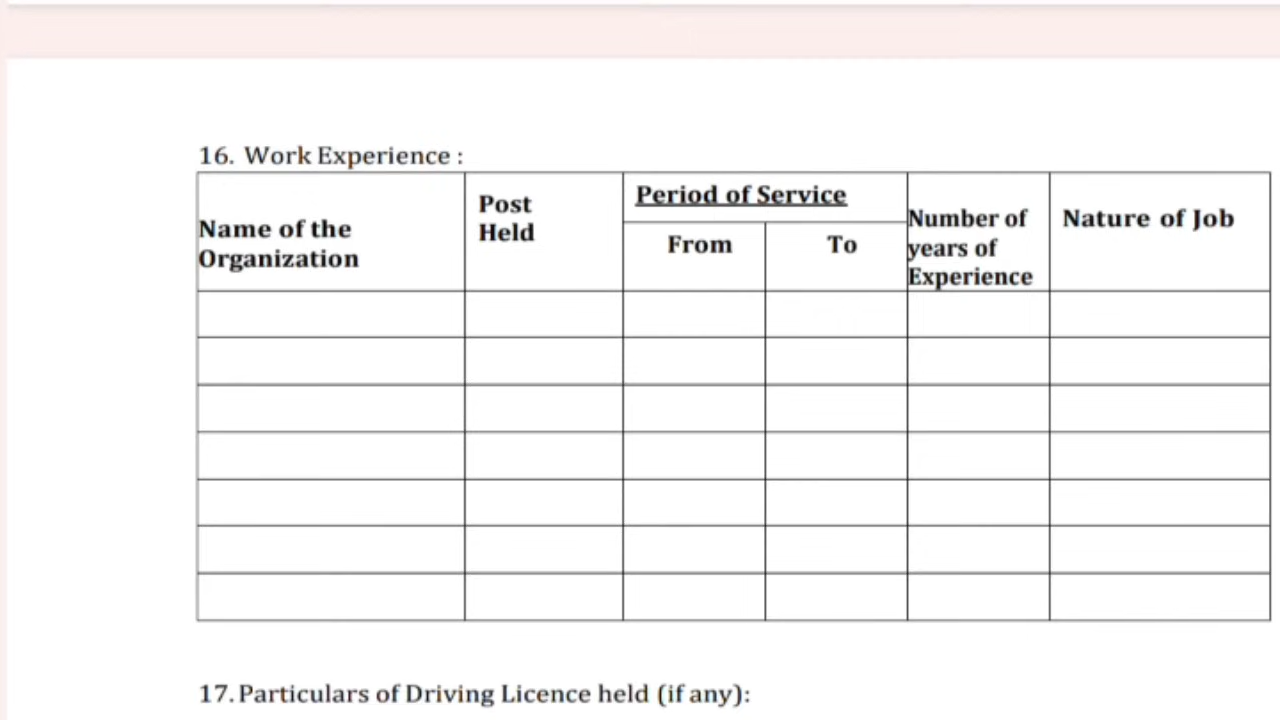 16. Work Experience :
Name of the
Organization
Post
Held
Period of Service
From To
Number of
years of
Experience
Nature of Job
17. Particulars of Driving Licence held (if any):